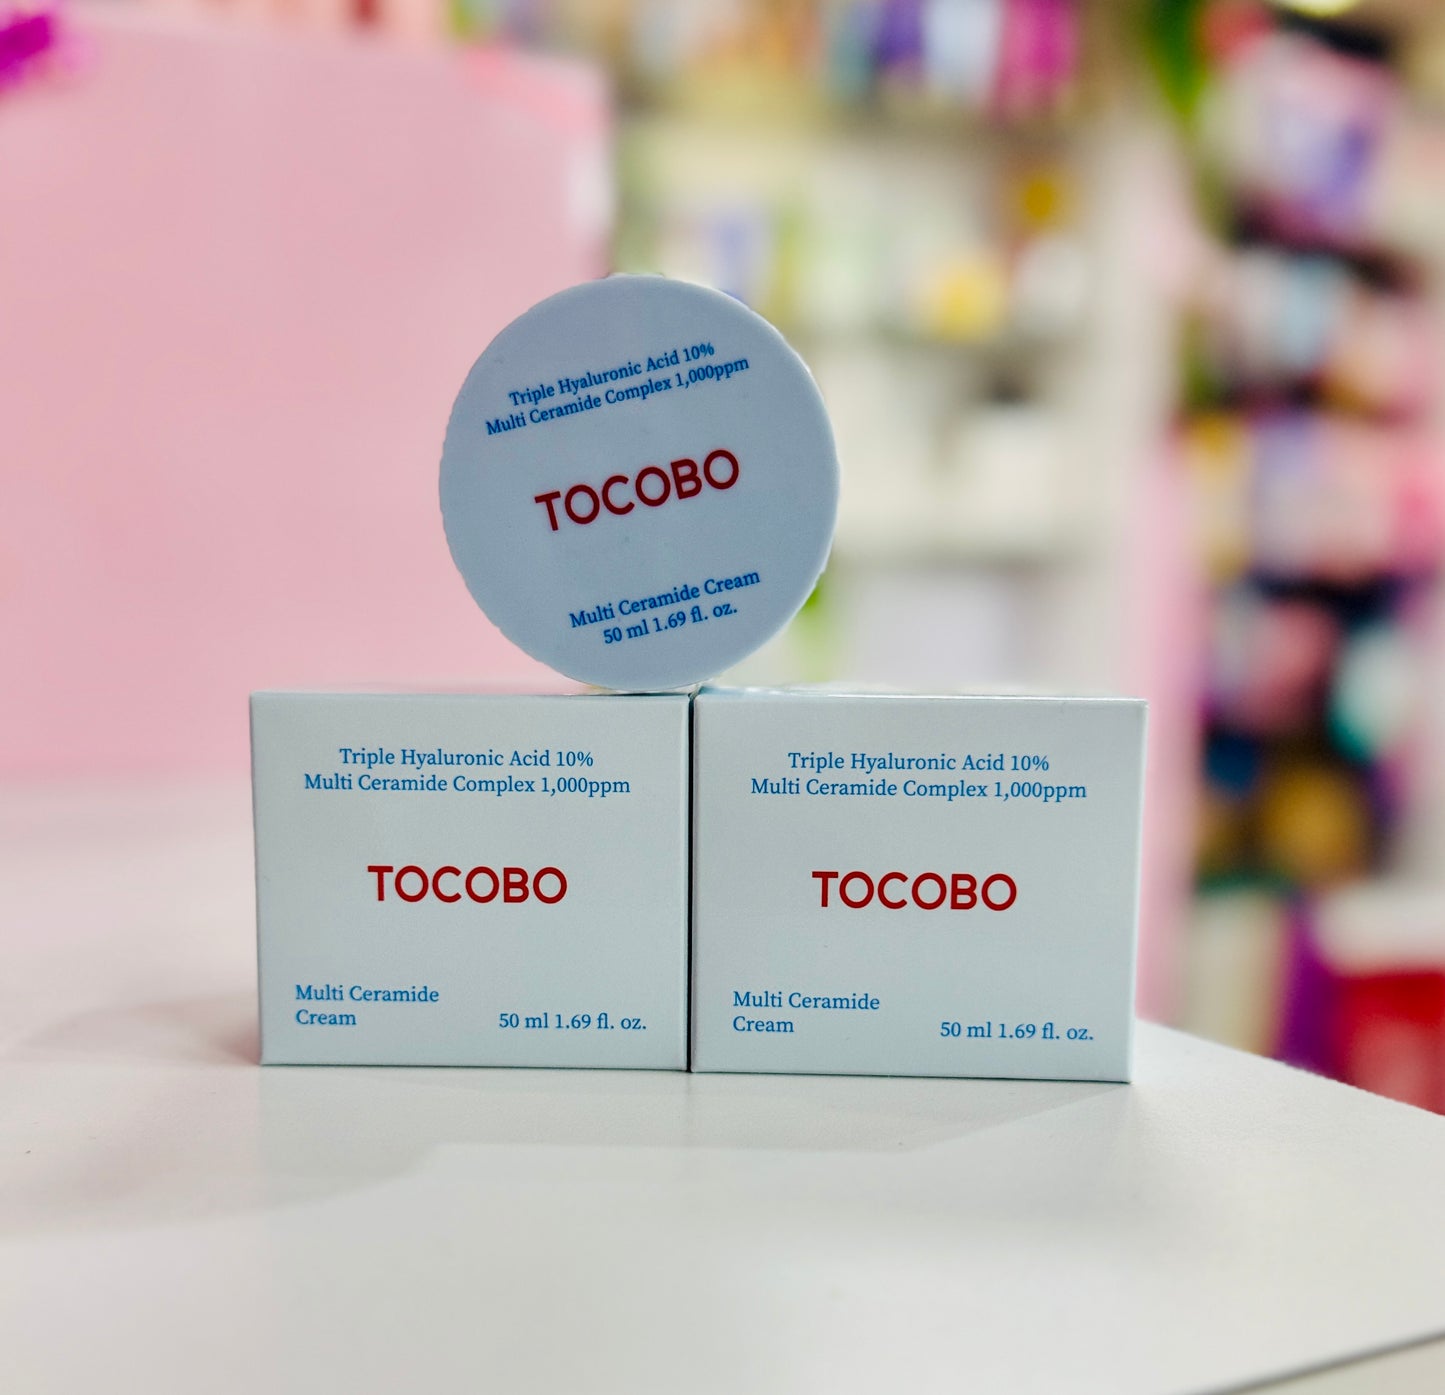 Triple Hyaluronic Acid 10%
Multi Ceramide Complex 1,000ppm
TOCOBO
Multi Ceramide Cream
50 ml 1.69 fl. oz.
Triple Hyaluronic Acid 10%
Multi Ceramide Complex 1,000ppm
TOCOBO
Multi Ceramide
Cream
50 ml 1.69 fl. oz.
Triple Hyaluronic Acid 10%
Multi Ceramide Complex 1,000ppm
TOCOBO
Multi Ceramide
Cream
50 ml 1.69 fl. oz.